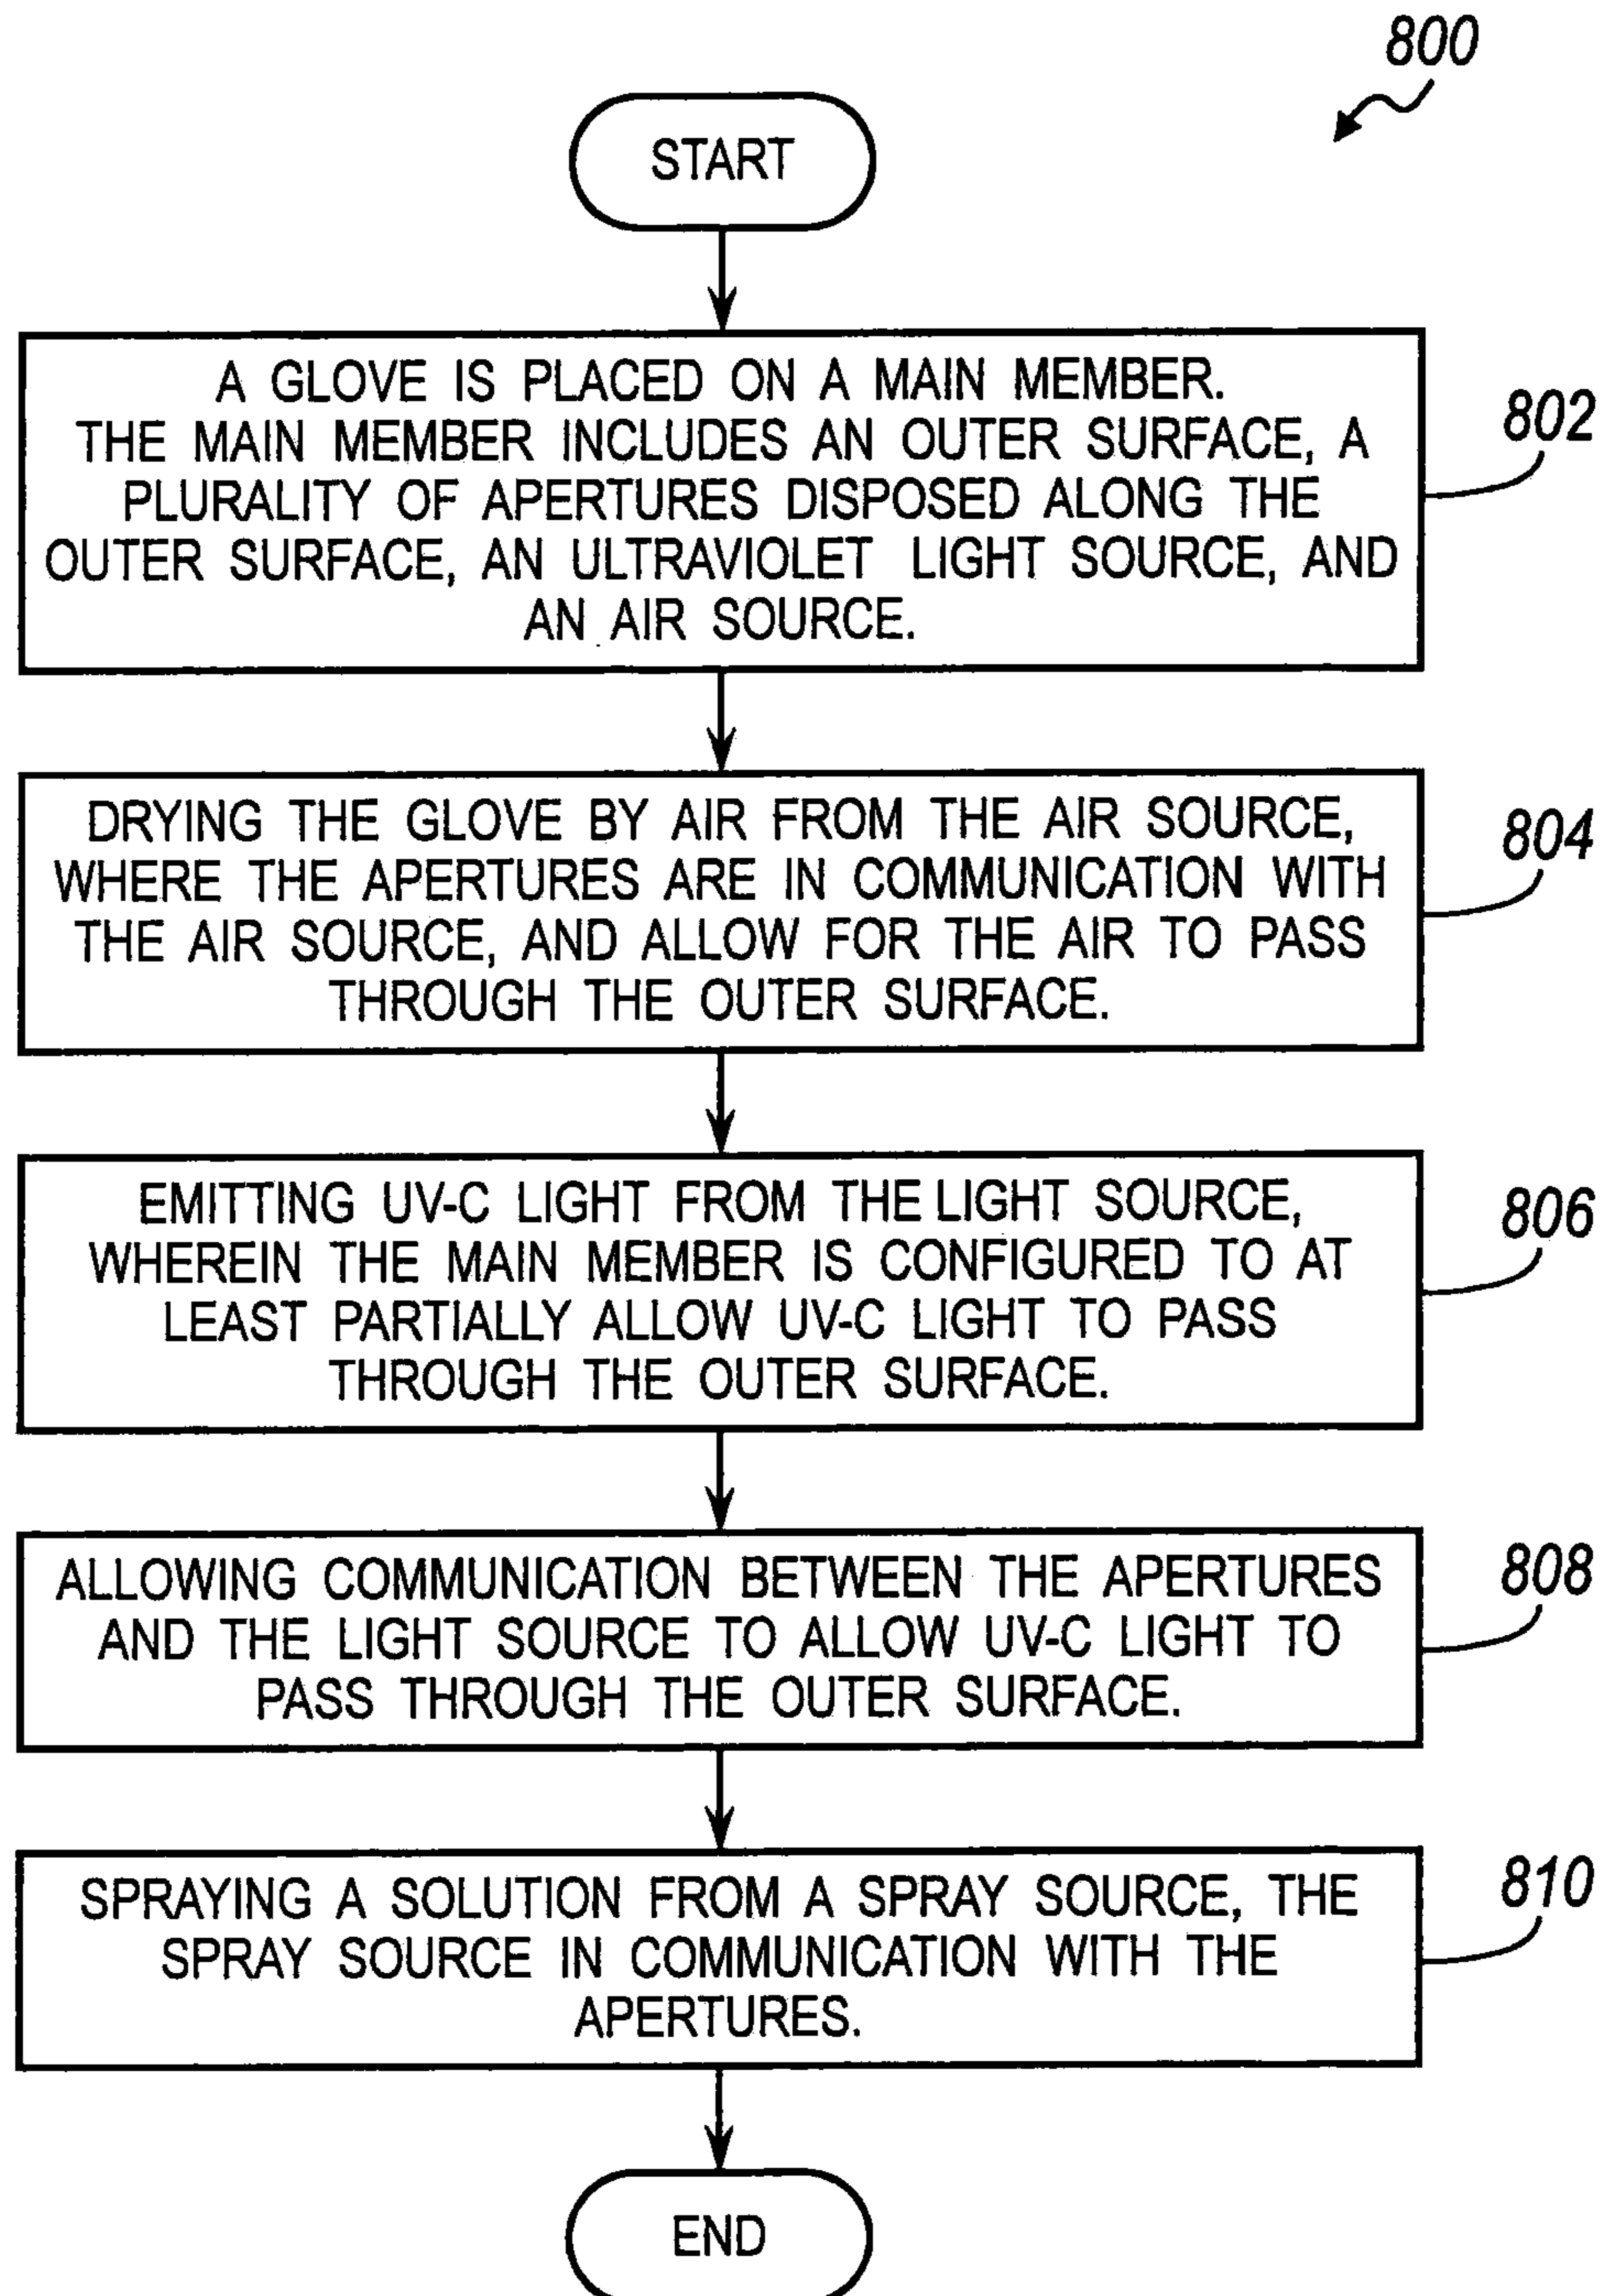 800
START
A GLOVE IS PLACED ON A MAIN MEMBER.
THE MAIN MEMBER INCLUDES AN OUTER SURFACE, A
PLURALITY OF APERTURES DISPOSED ALONG THE
OUTER SURFACE, AN ULTRAVIOLET LIGHT SOURCE, AND
AN AIR SOURCE.
802
DRYING THE GLOVE BY AIR FROM THE AIR SOURCE,
WHERE THE APERTURES ARE IN COMMUNICATION WITH
THE AIR SOURCE, AND ALLOW FOR THE AIR TO PASS
THROUGH THE OUTER SURFACE.
804
EMITTING UV-C LIGHT FROM THE LIGHT SOURCE,
WHEREIN THE MAIN MEMBER IS CONFIGURED TO AT
LEAST PARTIALLY ALLOW UV-C LIGHT TO PASS
THROUGH THE OUTER SURFACE.
806
ALLOWING COMMUNICATION BETWEEN THE APERTURES
AND THE LIGHT SOURCE TO ALLOW UV-C LIGHT TO
PASS THROUGH THE OUTER SURFACE.
808
SPRAYING A SOLUTION FROM A SPRAY SOURCE, THE
SPRAY SOURCE IN COMMUNICATION WITH THE
APERTURES.
810
END